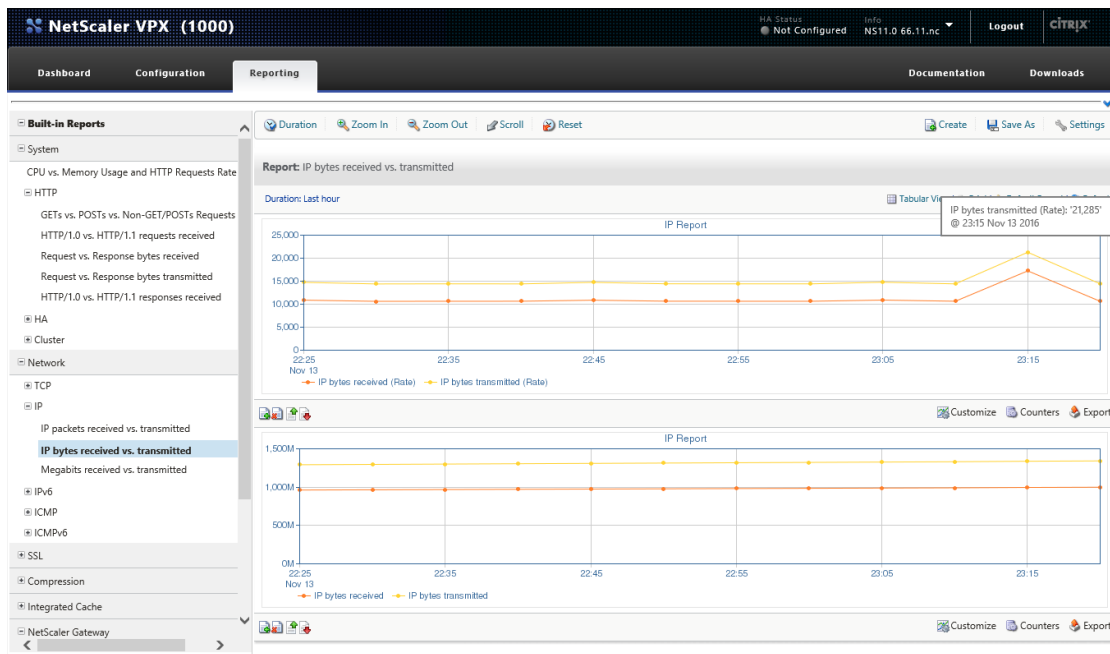 NetScaler VPX (1000)
HA Status
Not Configured
Info
NS11.0 66.11.nc
Logout
CİTRIX
Dashboard
Configuration
Reporting
Documentation
Downloads
Built-in Reports
System
CPU vs. Memory Usage and HTTP Requests Rate
HTTP
GETs vs. POSTs vs. Non-GET/POSTs Requests
HTTP/1.0 vs. HTTP/1.1 requests received
Request vs. Response bytes received
Request vs. Response bytes transmitted
HTTP/1.0 vs. HTTP/1.1 responses received
HA
Cluster
Network
TCP
IP
IP packets received vs. transmitted
IP bytes received vs. transmitted
Megabits received vs. transmitted
IPv6
ICMP
ICMPv6
SSL
Compression
Integrated Cache
NetScaler Gateway
Duration Zoom In Zoom Out Scroll Reset
Create Save As Settings
Report: IP bytes received vs. transmitted
Duration: Last hour
Tabular
IP bytes transmitted (Rate): '21,285'
@ 23:15 Nov 13 2016
IP Report
25,000
20,000
15,000
10,000
5,000
0
22:25 22:35 22:45 22:55 23:05 23:15
Nov 13
IP bytes received (Rate) IP bytes transmitted (Rate)
Customize Counters Export
IP Report
1,500M
1,000M
500M
0M
22:25 22:35 22:45 22:55 23:05 23:15
Nov 13
IP bytes received IP bytes transmitted
Customize Counters Export